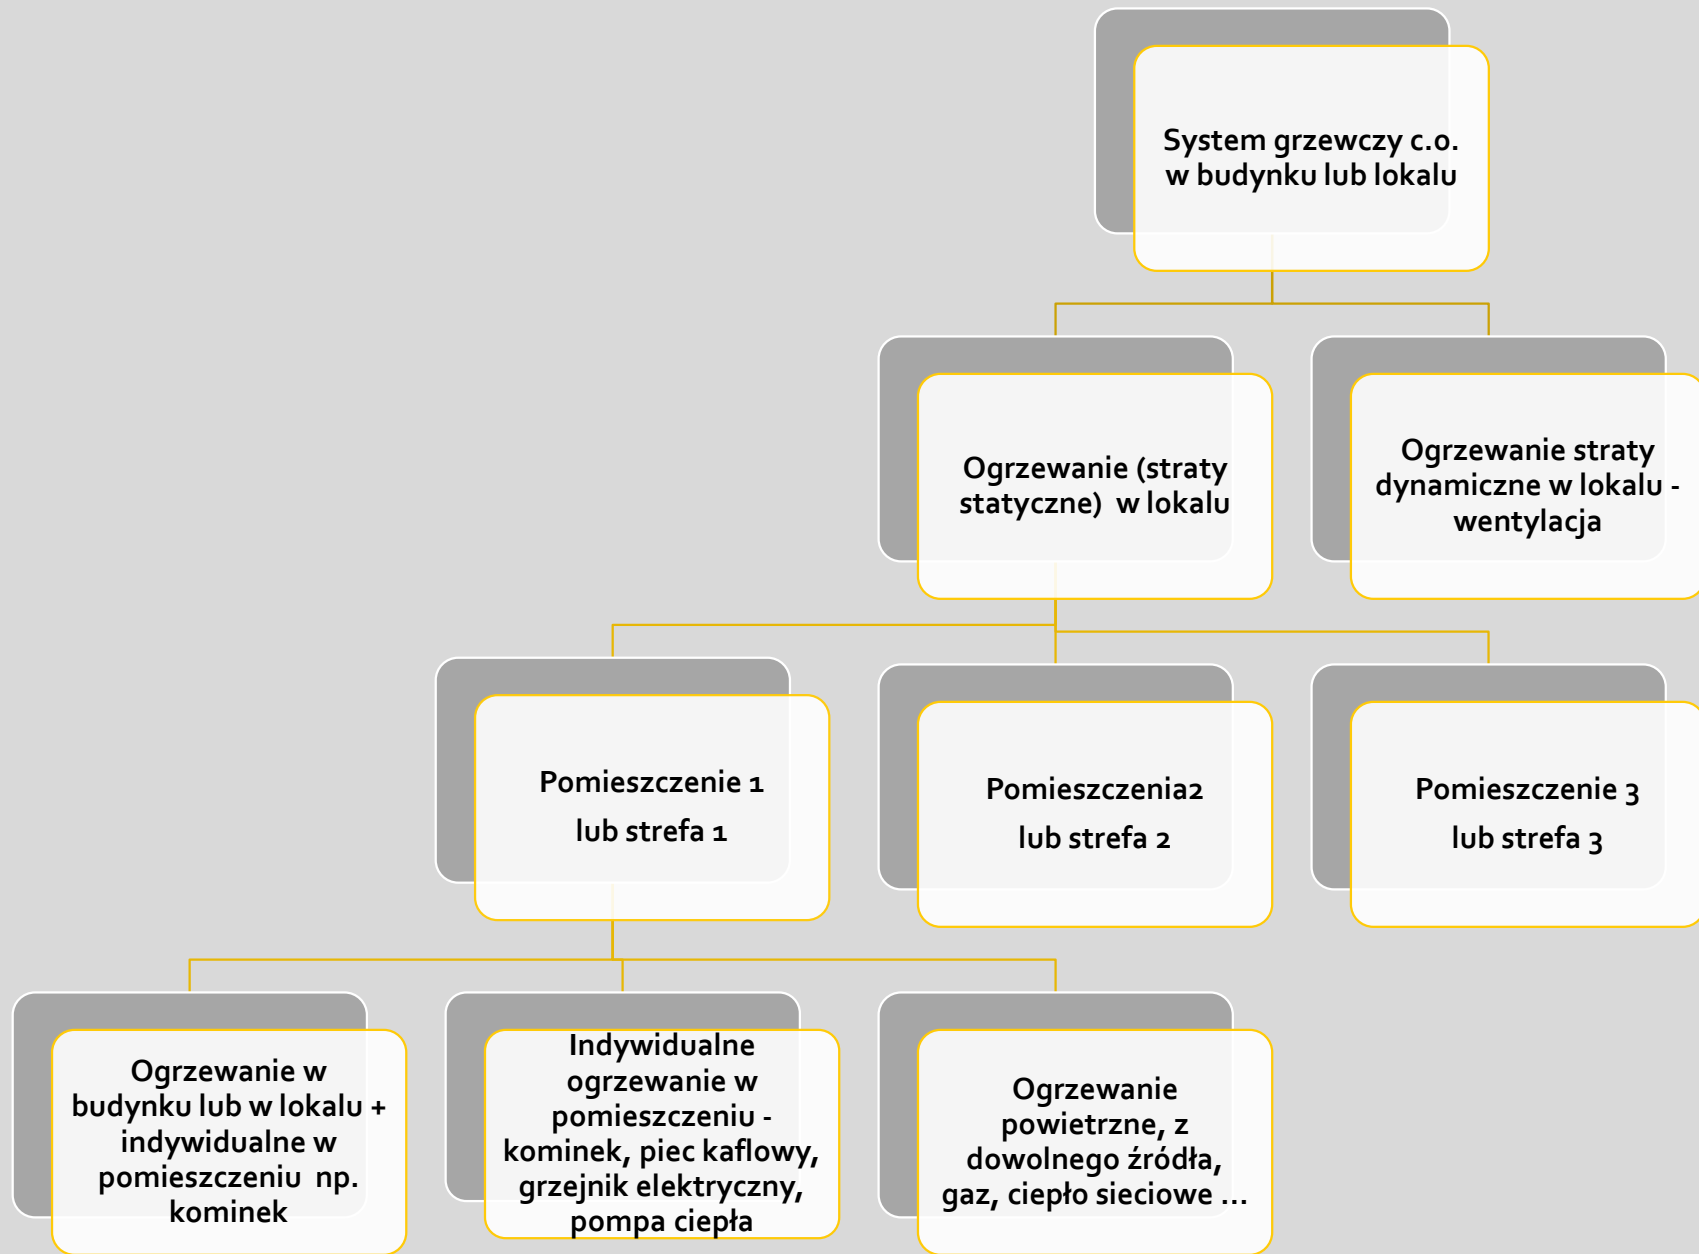 System grzewczy c.o.
w budynku lub lokalu
Ogrzewanie (straty
statyczne)  w lokalu
Ogrzewanie straty
dynamiczne w lokalu -
wentylacja
Pomieszczenie 1
lub strefa 1
Pomieszczenia2
lub strefa 2
Pomieszczenie 3
lub strefa 3
Ogrzewanie w
budynku lub w lokalu +
indywidualne w
pomieszczeniu  np.
kominek
Indywidualne
ogrzewanie w
pomieszczeniu -
kominek, piec kaflowy,
grzejnik elektryczny,
pompa ciepła
Ogrzewanie
powietrzne, z
dowolnego źródła,
gaz, ciepło sieciowe ...